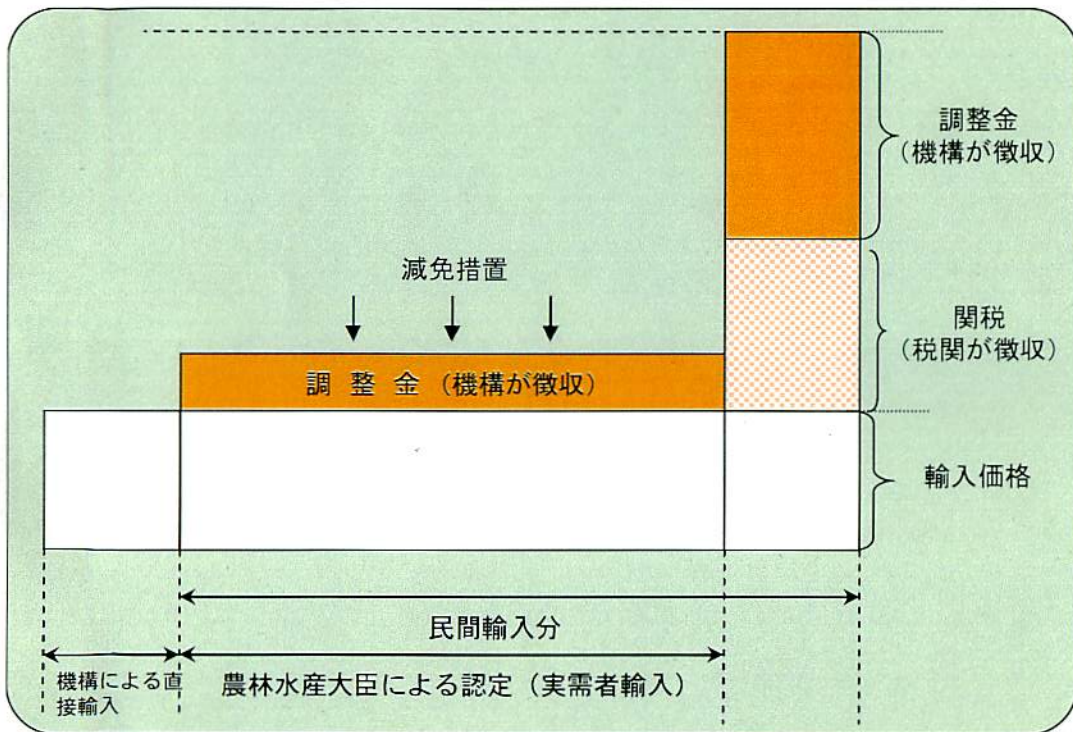 調整金
（機構が徴収）
減免措置
関税
（税関が徴収）
調 整 金（機構が徴収）
輸入価格
民間輸入分
機構による直
接輸入
農林水産大臣による認定（実需者輸入）